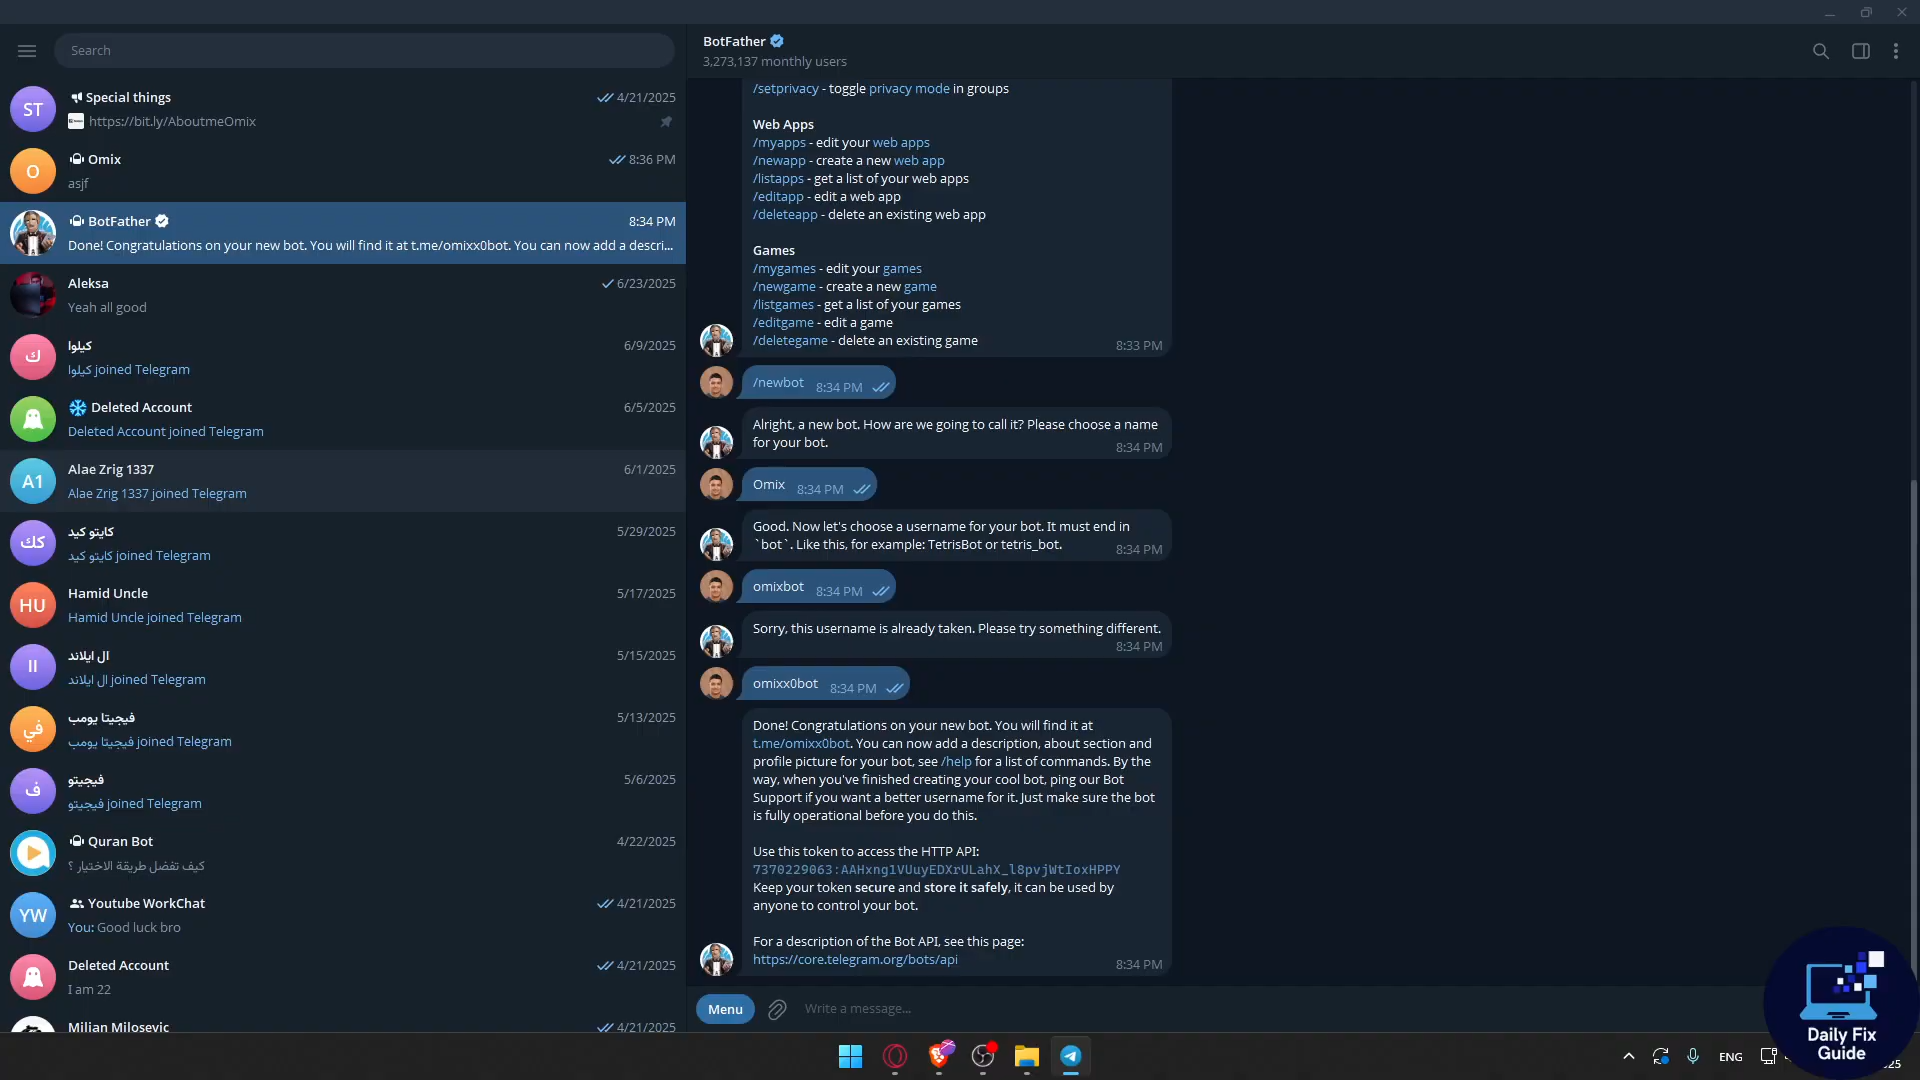 Search
ST
Special things
4/21/2025
https://bit.ly/AboutmeOmix
O
Omix
8:36 PM
asjf
BotFather
8:34 PM
Done! Congratulations on your new bot. You will find it at t.me/omixx0bot. You can now add a descri...
Aleksa
6/23/2025
Yeah all good
ك
كيلوا
6/9/2025
كيلوا joined Telegram
Deleted Account
6/5/2025
Deleted Account joined Telegram
A1
Alae Zrig 1337
6/1/2025
Alae Zrig 1337 joined Telegram
كك
كايتو كيد
5/29/2025
كايتو كيد joined Telegram
HU
Hamid Uncle
5/17/2025
Hamid Uncle joined Telegram
اا
ال ايلاند
5/15/2025
ال ايلاند joined Telegram
في
فيجيتا يومب
5/13/2025
فيجيتا يومب joined Telegram
ف
فيجيتو
5/6/2025
فيجيتو joined Telegram
Quran Bot
4/22/2025
كيف تفضل طريقة الاختيار ؟
YW
Youtube WorkChat
4/21/2025
You: Good luck bro
Deleted Account
4/21/2025
I am 22
Milian Milosevic
4/21/2025
BotFather
3,273,137 monthly users
/setprivacy - toggle privacy mode in groups
Web Apps
/myapps - edit your web apps
/newapp - create a new web app
/listapps - get a list of your web apps
/editapp - edit a web app
/deleteapp - delete an existing web app
Games
/mygames - edit your games
/newgame - create a new game
/listgames - get a list of your games
/editgame - edit a game
/deletegame - delete an existing game
8:33 PM
/newbot 8:34 PM
Alright, a new bot. How are we going to call it? Please choose a name
for your bot.
8:34 PM
Omix 8:34 PM
Good. Now let's choose a username for your bot. It must end in
`bot`. Like this, for example: TetrisBot or tetris_bot.
8:34 PM
omixbot 8:34 PM
Sorry, this username is already taken. Please try something different.
8:34 PM
omixx0bot 8:34 PM
Done! Congratulations on your new bot. You will find it at
t.me/omixx0bot. You can now add a description, about section and
profile picture for your bot, see /help for a list of commands. By the
way, when you've finished creating your cool bot, ping our Bot
Support if you want a better username for it. Just make sure the bot
is fully operational before you do this.
Use this token to access the HTTP API:
7370229063:AAHxng1VUuyEDXrULahX_l8pvjWtIoxHPPY
Keep your token secure and store it safely, it can be used by
anyone to control your bot.
For a description of the Bot API, see this page:
https://core.telegram.org/bots/api
8:34 PM
Menu
Write a message...
ENG
Daily Fix
Guide